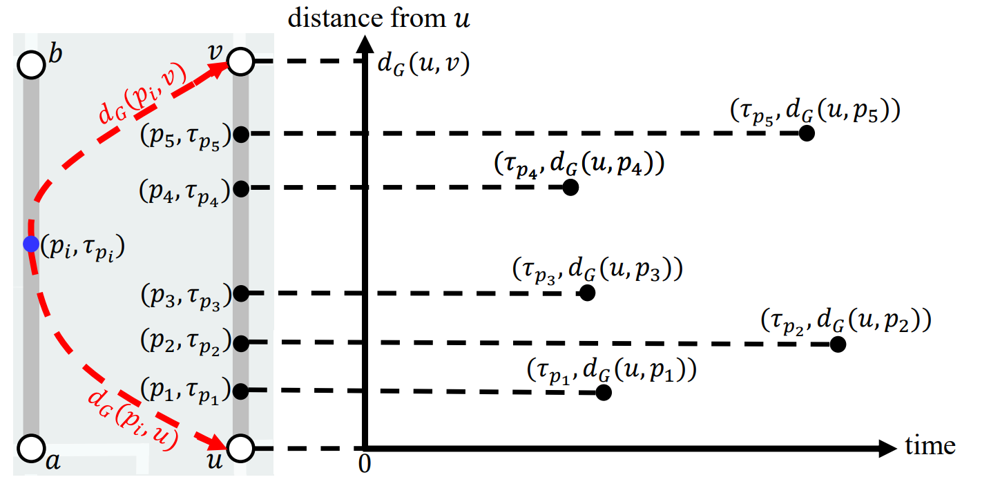 distance from u
b
v
d_G(u, v)
d_G(p_i, v)
(τ_{p_5}, d_G(u, p_5))
(p_5, τ_{p_5})
(τ_{p_4}, d_G(u, p_4))
(p_4, τ_{p_4})
(p_i, τ_{p_i})
(τ_{p_3}, d_G(u, p_3))
(p_3, τ_{p_3})
(τ_{p_2}, d_G(u, p_2))
(p_2, τ_{p_2})
(τ_{p_1}, d_G(u, p_1))
(p_1, τ_{p_1})
d_G(p_i, u)
time
a
u
0